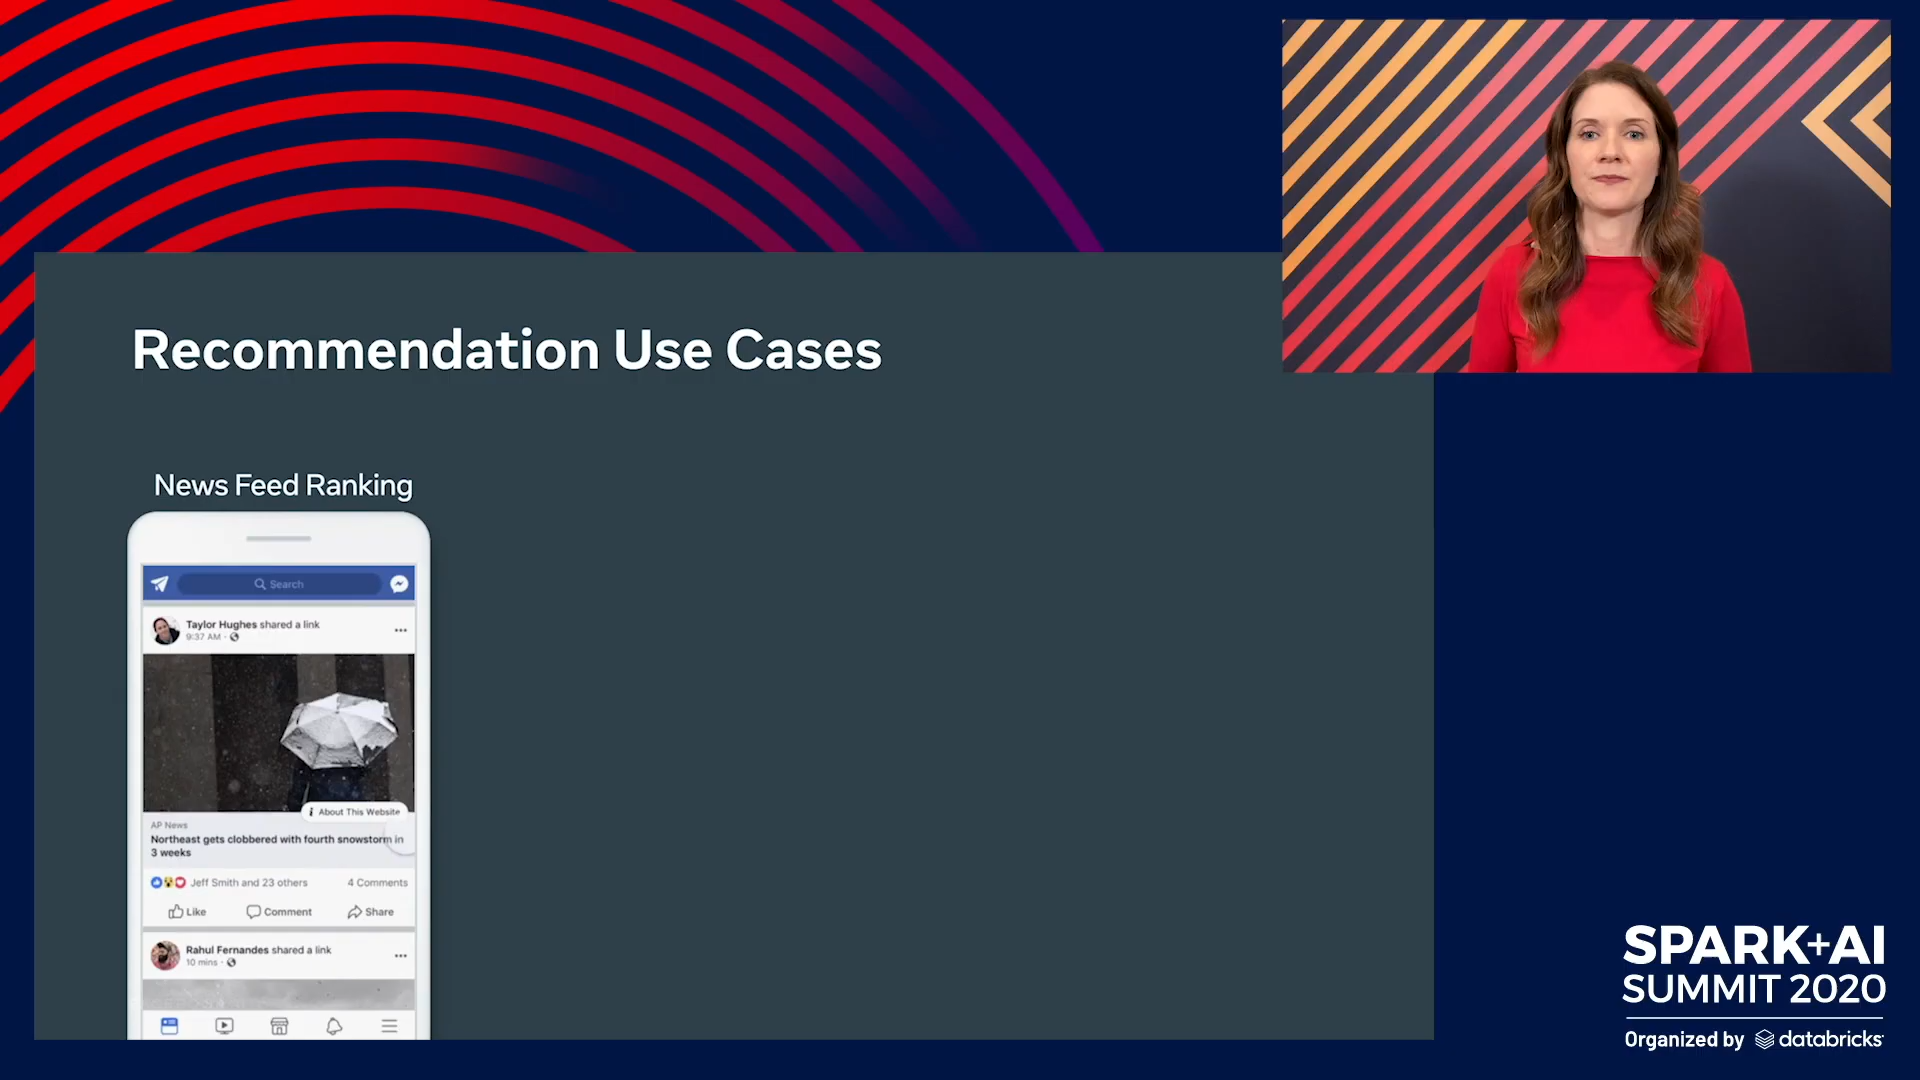 Recommendation Use Cases
News Feed Ranking
Search
Taylor Hughes shared a link
9:37 AM ·
About This Website
AP News
Northeast gets clobbered with fourth snowstorm in
3 weeks
Jeff Smith and 23 others 4 Comments
Like Comment Share
Rahul Fernandes shared a link
10 mins ·
SPARK+AI
SUMMIT 2020
Organized by databricks